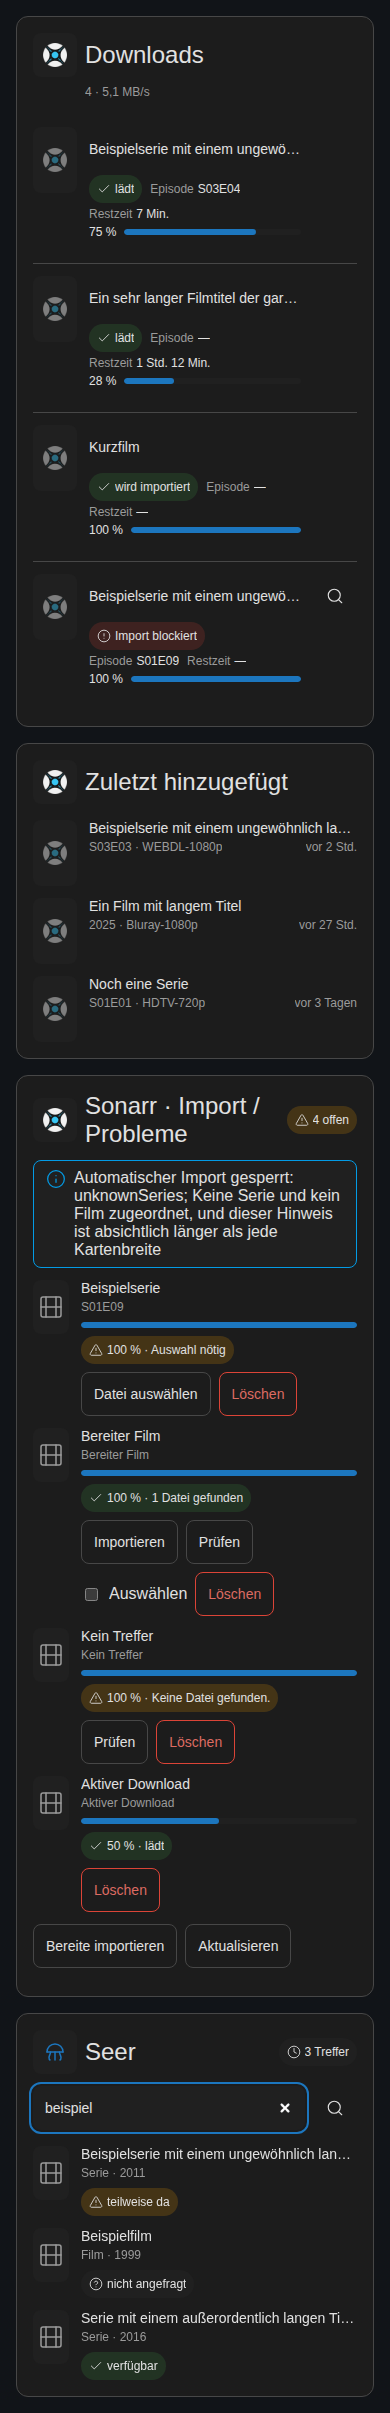 Downloads
4 · 5,1 MB/s
Beispielserie mit einem ungewö…
lädt Episode S03E04
Restzeit 7 Min.
75 %
Ein sehr langer Filmtitel der gar…
lädt Episode —
Restzeit 1 Std. 12 Min.
28 %
Kurzfilm
wird importiert Episode —
Restzeit —
100 %
Beispielserie mit einem ungewö…
Import blockiert
Episode S01E09 Restzeit —
100 %
Zuletzt hinzugefügt
Beispielserie mit einem ungewöhnlich la…
S03E03 · WEBDL-1080p vor 2 Std.
Ein Film mit langem Titel
2025 · Bluray-1080p vor 27 Std.
Noch eine Serie
S01E01 · HDTV-720p vor 3 Tagen
Sonarr · Import /
Probleme
4 offen
Automatischer Import gesperrt:
unknownSeries; Keine Serie und kein
Film zugeordnet, und dieser Hinweis
ist absichtlich länger als jede
Kartenbreite
Beispielserie
S01E09
100 % · Auswahl nötig
Datei auswählen Löschen
Bereiter Film
Bereiter Film
100 % · 1 Datei gefunden
Importieren Prüfen
Auswählen Löschen
Kein Treffer
Kein Treffer
100 % · Keine Datei gefunden.
Prüfen Löschen
Aktiver Download
Aktiver Download
50 % · lädt
Löschen
Bereite importieren Aktualisieren
Seer 3 Treffer
beispiel
Beispielserie mit einem ungewöhnlich lan…
Serie · 2011
teilweise da
Beispielfilm
Film · 1999
nicht angefragt
Serie mit einem außerordentlich langen Ti…
Serie · 2016
verfügbar